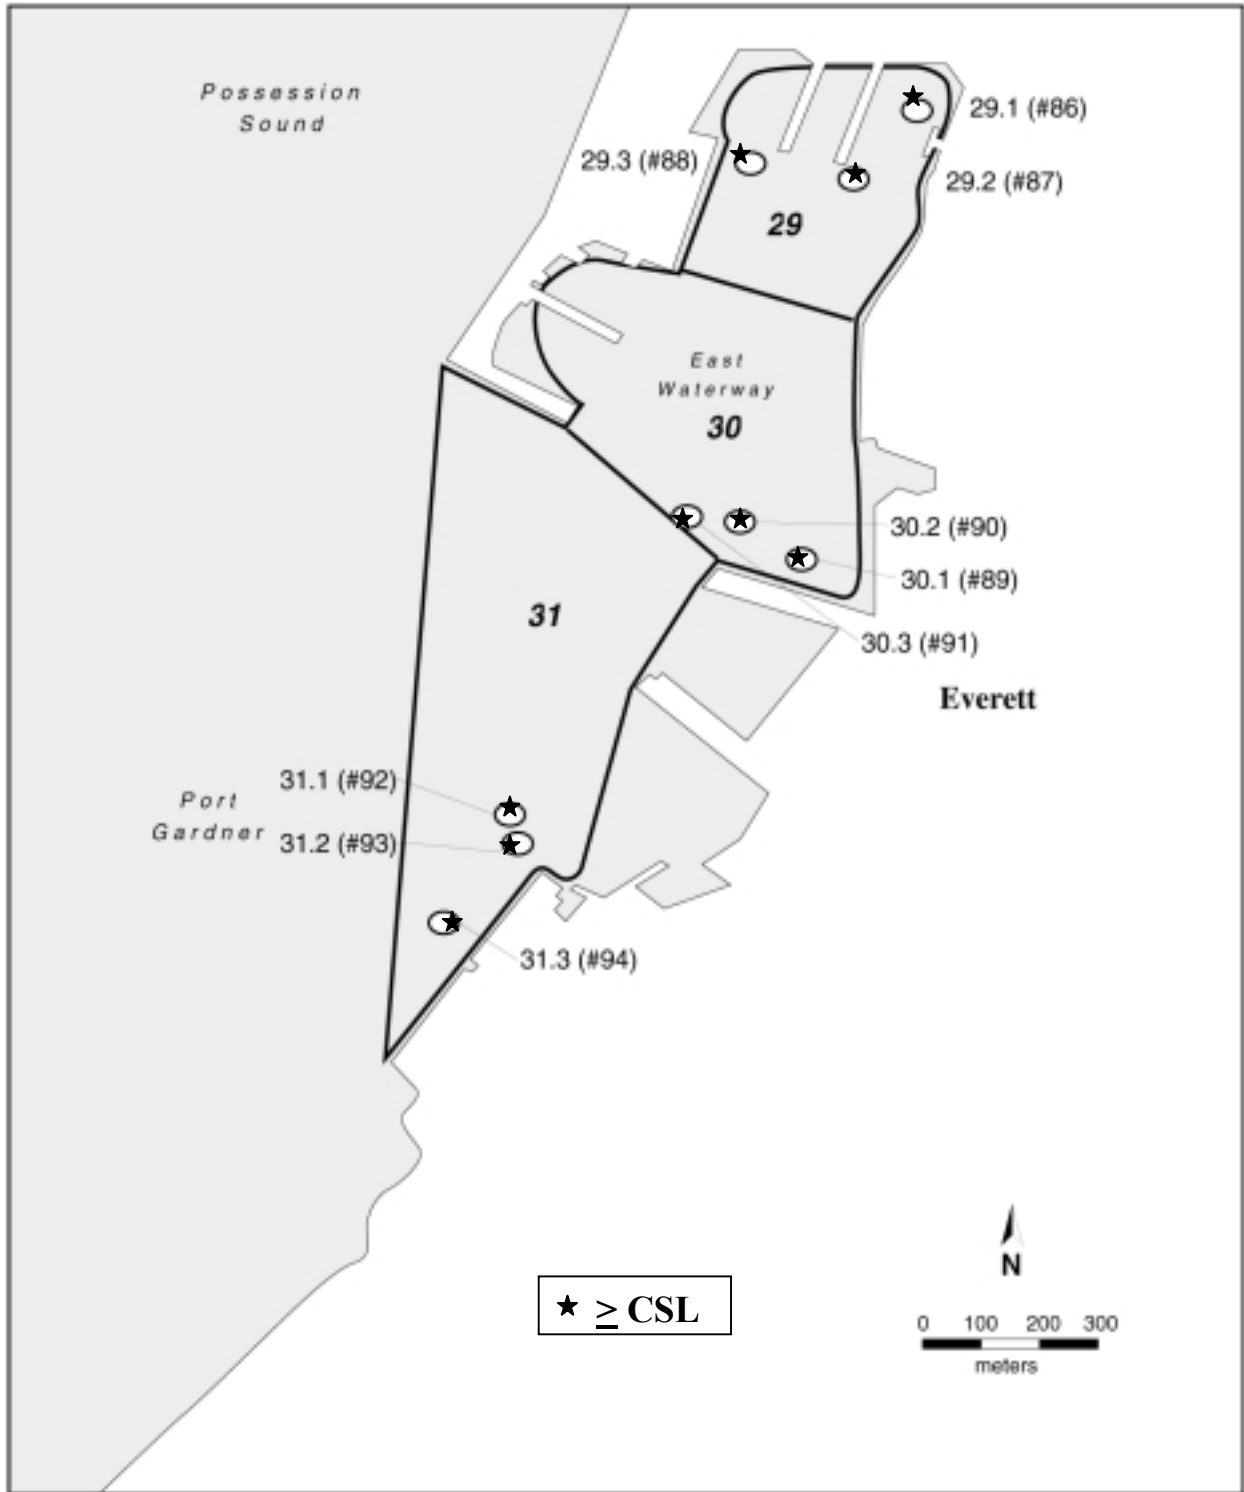 Possession
Sound
29.1 (#86)
29.3 (#88)
29.2 (#87)
29
East
Waterway
30
30.2 (#90)
30.1 (#89)
31
30.3 (#91)
Everett
31.1 (#92)
Port
Gardner
31.2 (#93)
31.3 (#94)
N
≥ CSL
0 100 200 300
meters